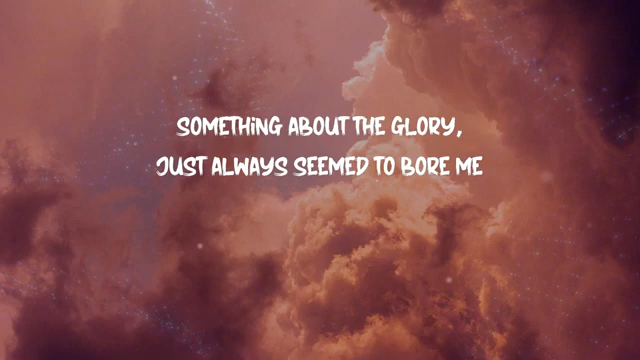 SOMETHING ABOUT THE GLORY,
JUST ALWAYS SEEMED TO BORE ME